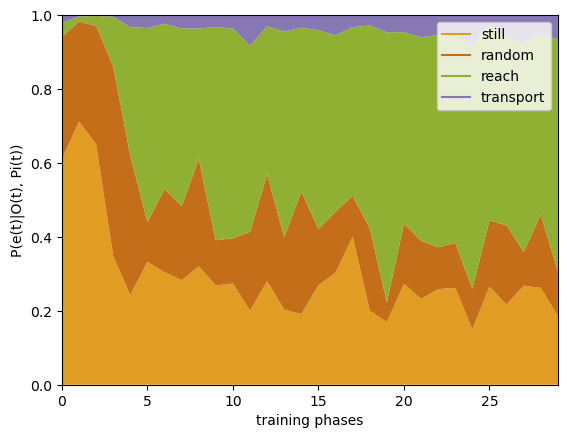 1.0
0.8
0.6
0.4
0.2
0.0
P(e(t)|O(t), Pi(t))
still
random
reach
transport
0 5 10 15 20 25
training phases